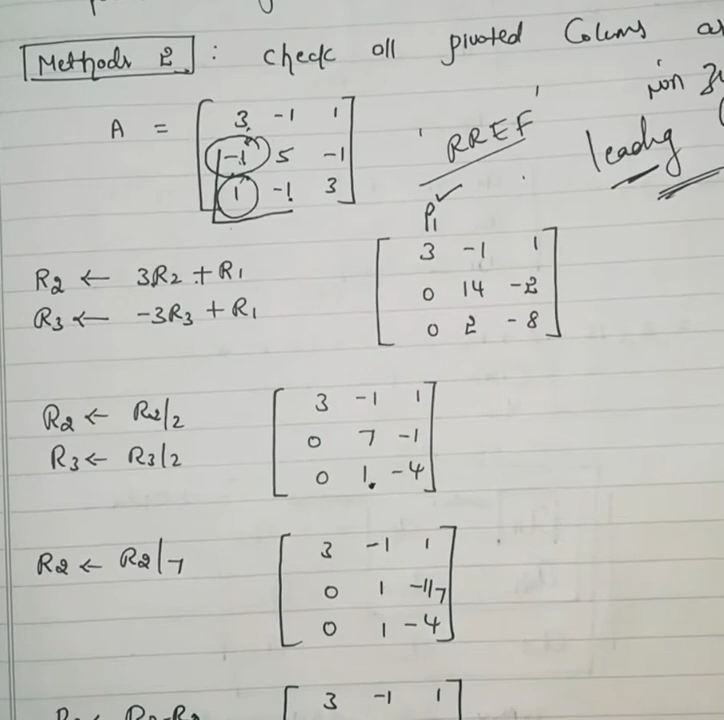 Methods 2 : check all pivoted Colums
non
A = [ 3 -1 1
-1 5 -1
1 -1 3 ]
' RREF '
leading
P1 ✓
R2 ← 3R2 + R1
R3 ← -3R3 + R1
[ 3 -1 1
0 14 -2
0 2 -8 ]
R2 ← R2/2
R3 ← R3/2
[ 3 -1 1
0 7 -1
0 1 -4 ]
R2 ← R2/7
[ 3 -1 1
0 1 -1/7
0 1 -4 ]
[ 3 -1 1 ]